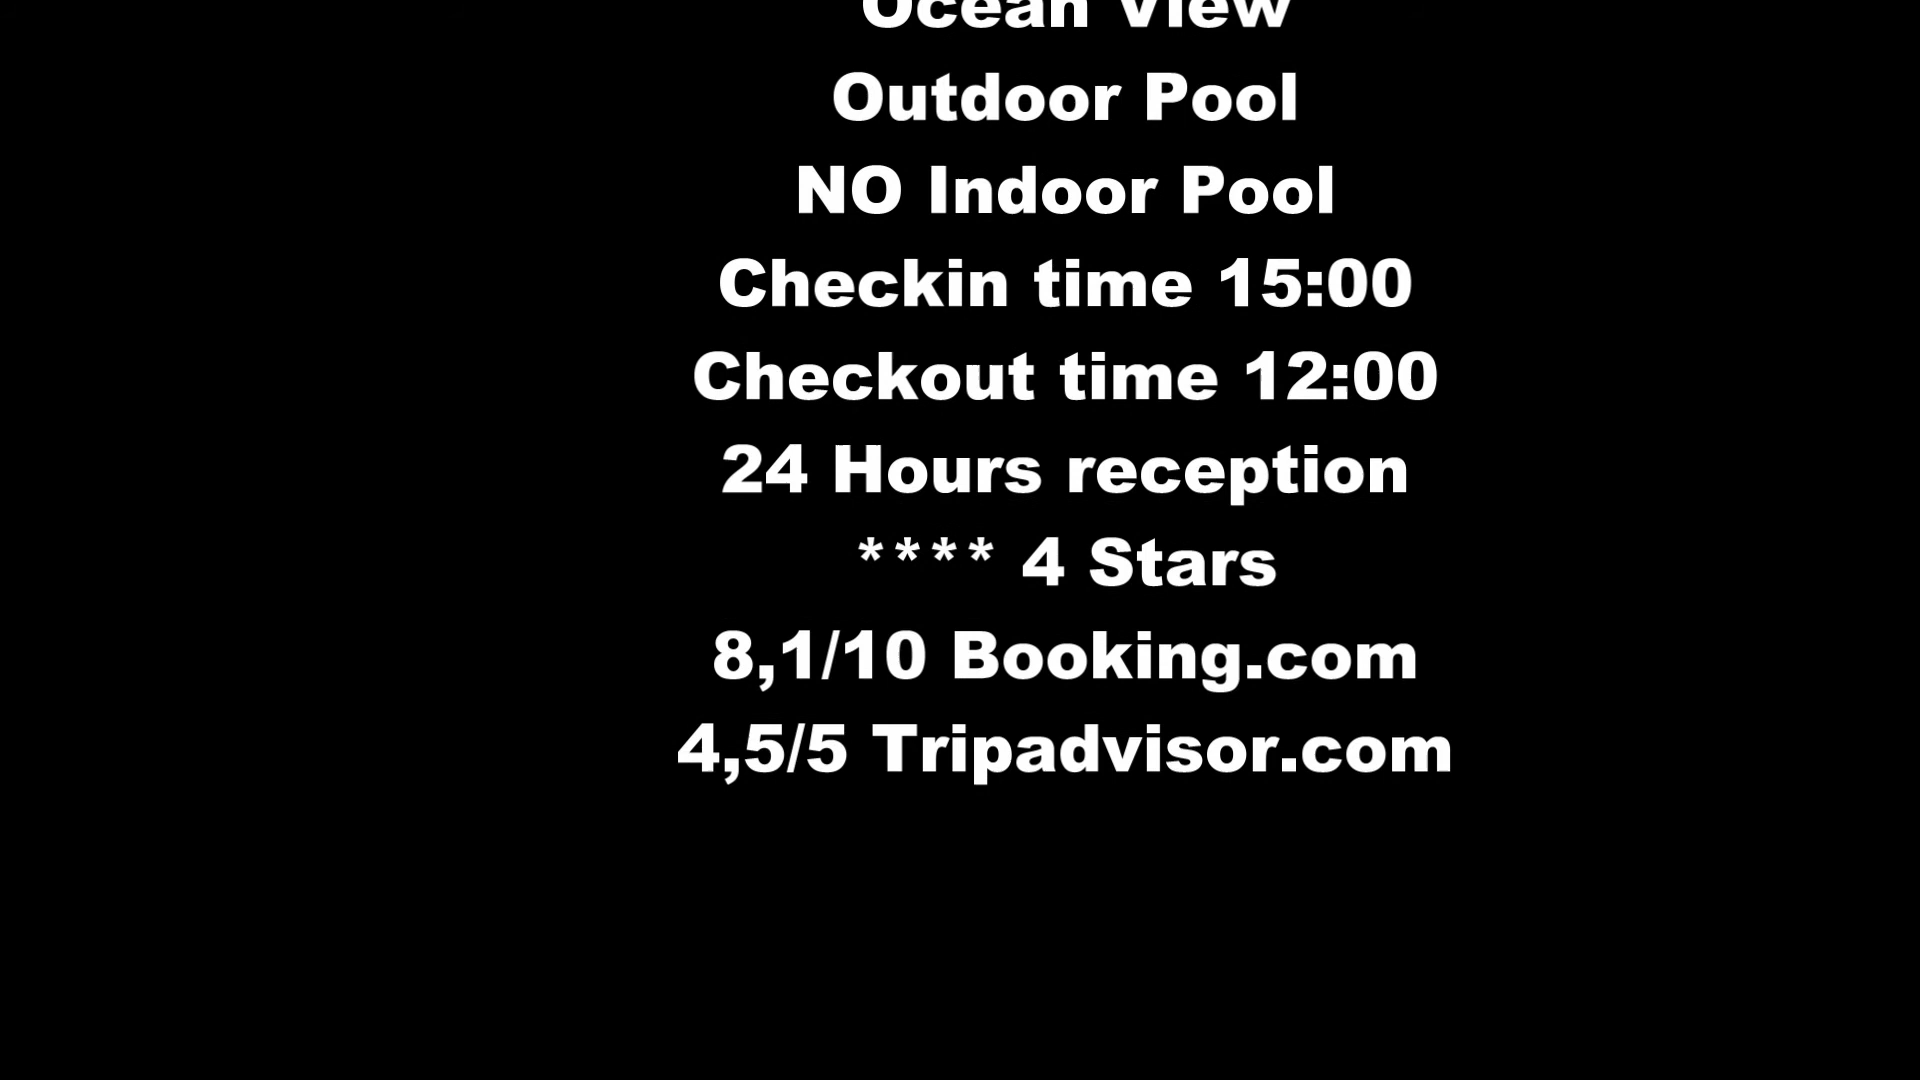 Ocean View
Outdoor Pool
NO Indoor Pool
Checkin time 15:00
Checkout time 12:00
24 Hours reception
**** 4 Stars
8,1/10 Booking.com
4,5/5 Tripadvisor.com